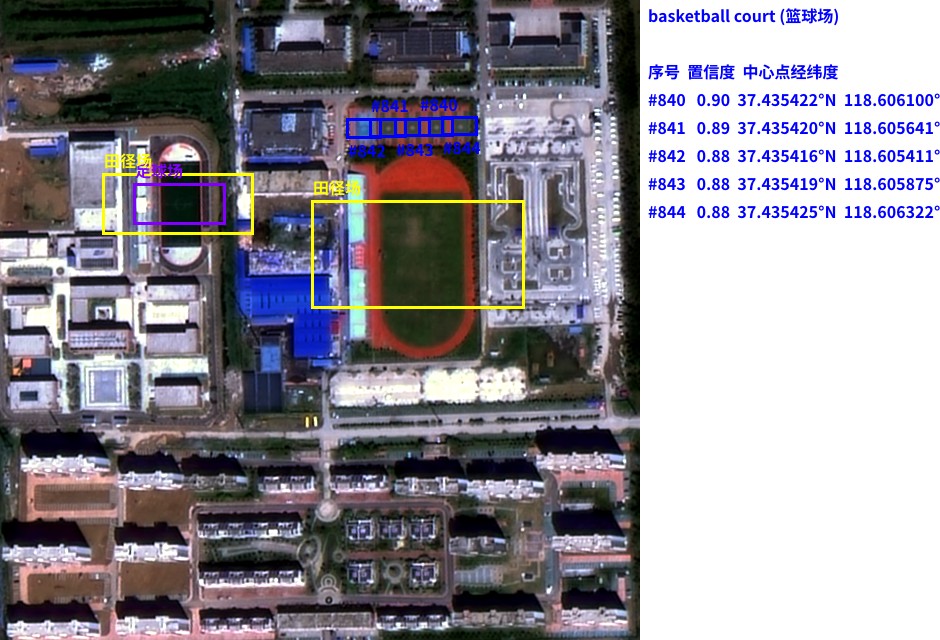 basketball court (篮球场)
序号 置信度 中心点经纬度
#840 0.90 37.435422°N 118.606100°
#841 0.89 37.435420°N 118.605641°
#842 0.88 37.435416°N 118.605411°
#843 0.88 37.435419°N 118.605875°
#844 0.88 37.435425°N 118.606322°
#841 #840
#842 #843 #844
田径场
足球场
田径场